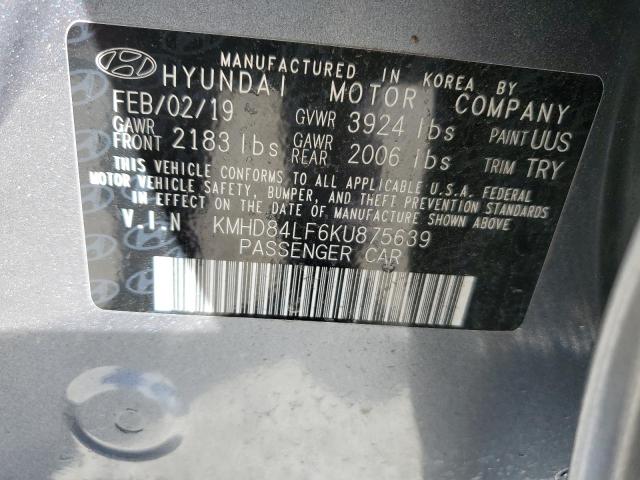 MANUFACTURED IN KOREA BY
HYUNDAI MOTOR COMPANY
FEB/02/19 GVWR 3924 lbs PAINT UUS
GAWR FRONT 2183 lbs GAWR REAR 2006 lbs TRIM TRY
THIS VEHICLE CONFORMS TO ALL APPLICABLE U.S.A. FEDERAL
MOTOR VEHICLE SAFETY, BUMPER, AND THEFT PREVENTION STANDARDS
IN EFFECT ON THE DATE OF MANUFACTURE SHOWN ABOVE
V.I.N KMHD84LF6KU875639
PASSENGER CAR